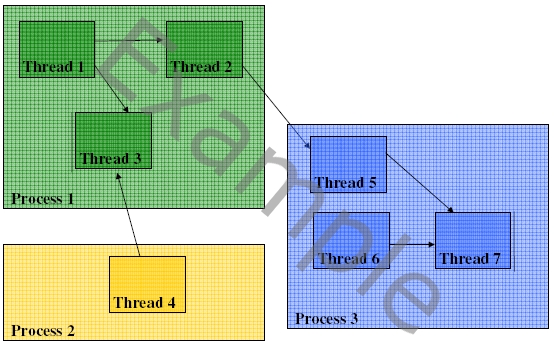 Thread 1
Thread 2
Thread 3
Process 1
Thread 4
Process 2
Thread 5
Thread 6
Thread 7
Process 3
Example